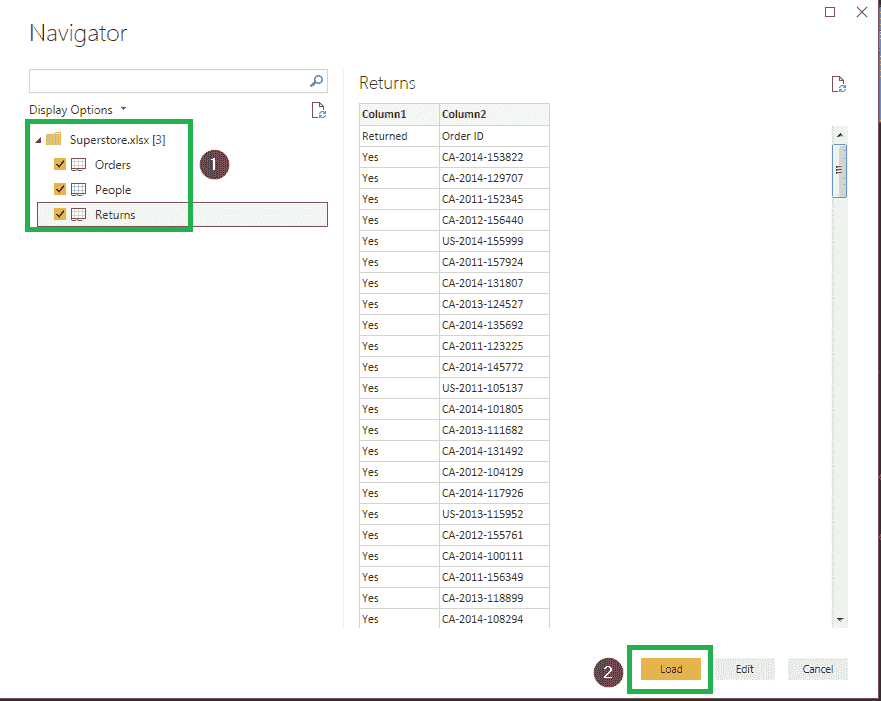 Navigator
Display Options
Superstore.xlsx [3]
Orders
People
Returns
1
Returns
Column1 Column2
Returned Order ID
Yes CA-2014-153822
Yes CA-2014-129707
Yes CA-2011-152345
Yes CA-2012-156440
Yes US-2014-155999
Yes CA-2011-157924
Yes CA-2014-131807
Yes CA-2013-124527
Yes CA-2014-135692
Yes CA-2011-123225
Yes CA-2014-145772
Yes US-2011-105137
Yes CA-2014-101805
Yes CA-2013-111682
Yes CA-2014-131492
Yes CA-2012-104129
Yes CA-2014-117926
Yes US-2013-115952
Yes CA-2012-155761
Yes CA-2014-100111
Yes CA-2011-156349
Yes CA-2013-118899
Yes CA-2014-108294
2 Load Edit Cancel